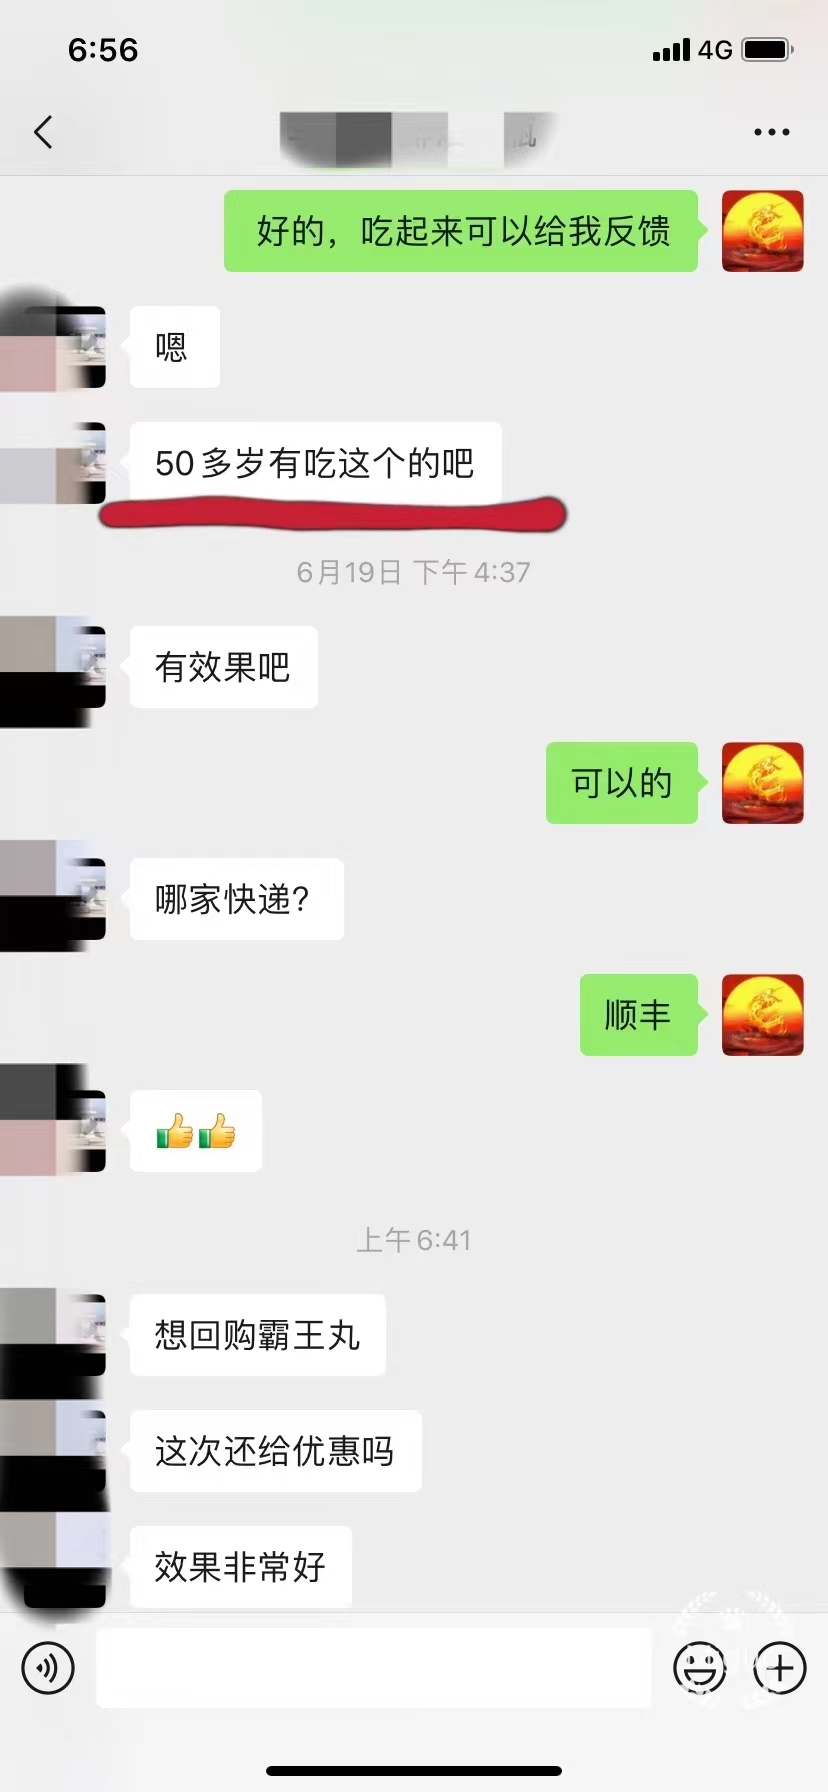 6:56
4G
好的，吃起来可以给我反馈
嗯
50多岁有吃这个的吧
6月19日 下午4:37
有效果吧
可以的
哪家快递?
顺丰
上午6:41
想回购霸王丸
这次还给优惠吗
效果非常好